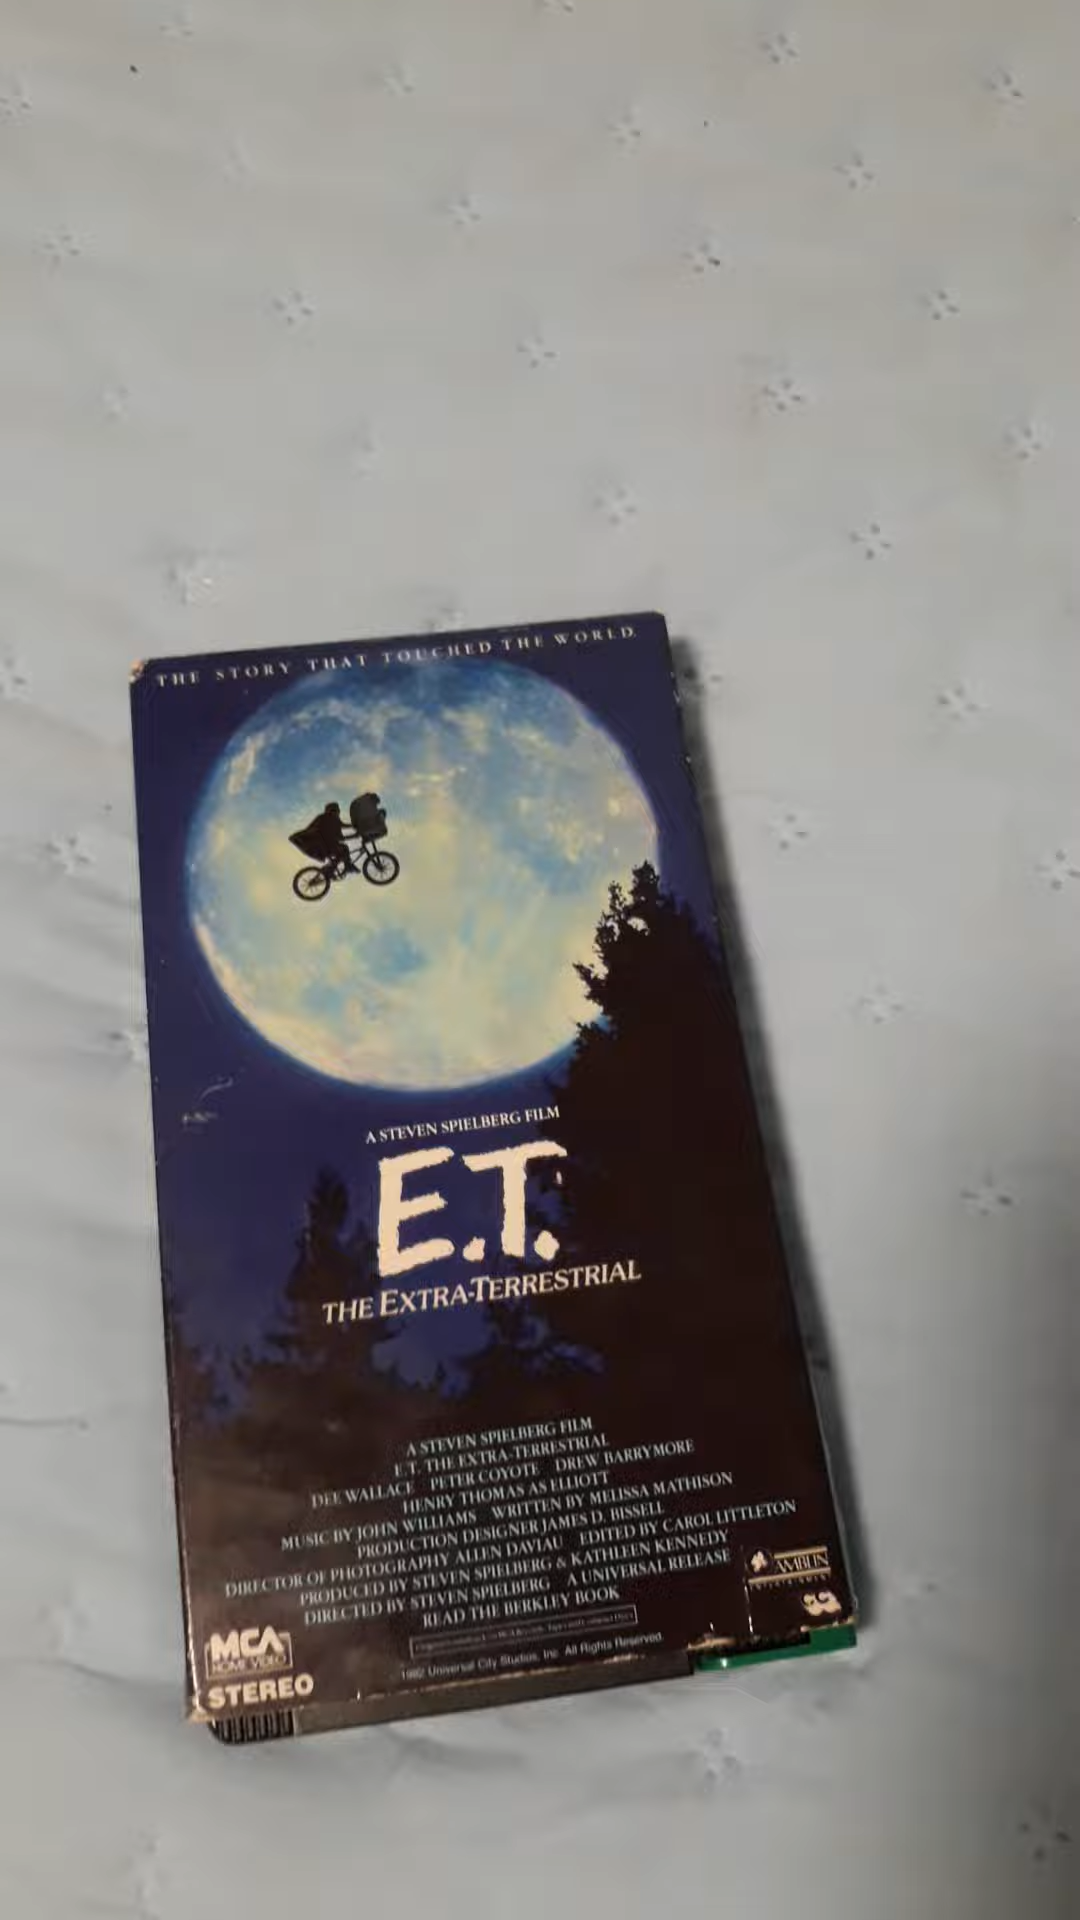 THE STORY THAT TOUCHED THE WORLD.
A STEVEN SPIELBERG FILM
E.T.
THE EXTRA-TERRESTRIAL
A STEVEN SPIELBERG FILM
E.T. THE EXTRA-TERRESTRIAL
DEE WALLACE PETER COYOTE DREW BARRYMORE
HENRY THOMAS AS ELLIOTT
MUSIC BY JOHN WILLIAMS WRITTEN BY MELISSA MATHISON
PRODUCTION DESIGNER JAMES D. BISSELL
DIRECTOR OF PHOTOGRAPHY ALLEN DAVIAU EDITED BY CAROL LITTLETON
PRODUCED BY STEVEN SPIELBERG & KATHLEEN KENNEDY
DIRECTED BY STEVEN SPIELBERG A UNIVERSAL RELEASE
READ THE BERKLEY BOOK
1982 Universal City Studios, Inc. All Rights Reserved.
AMBLIN
MCA
HOME VIDEO
STEREO